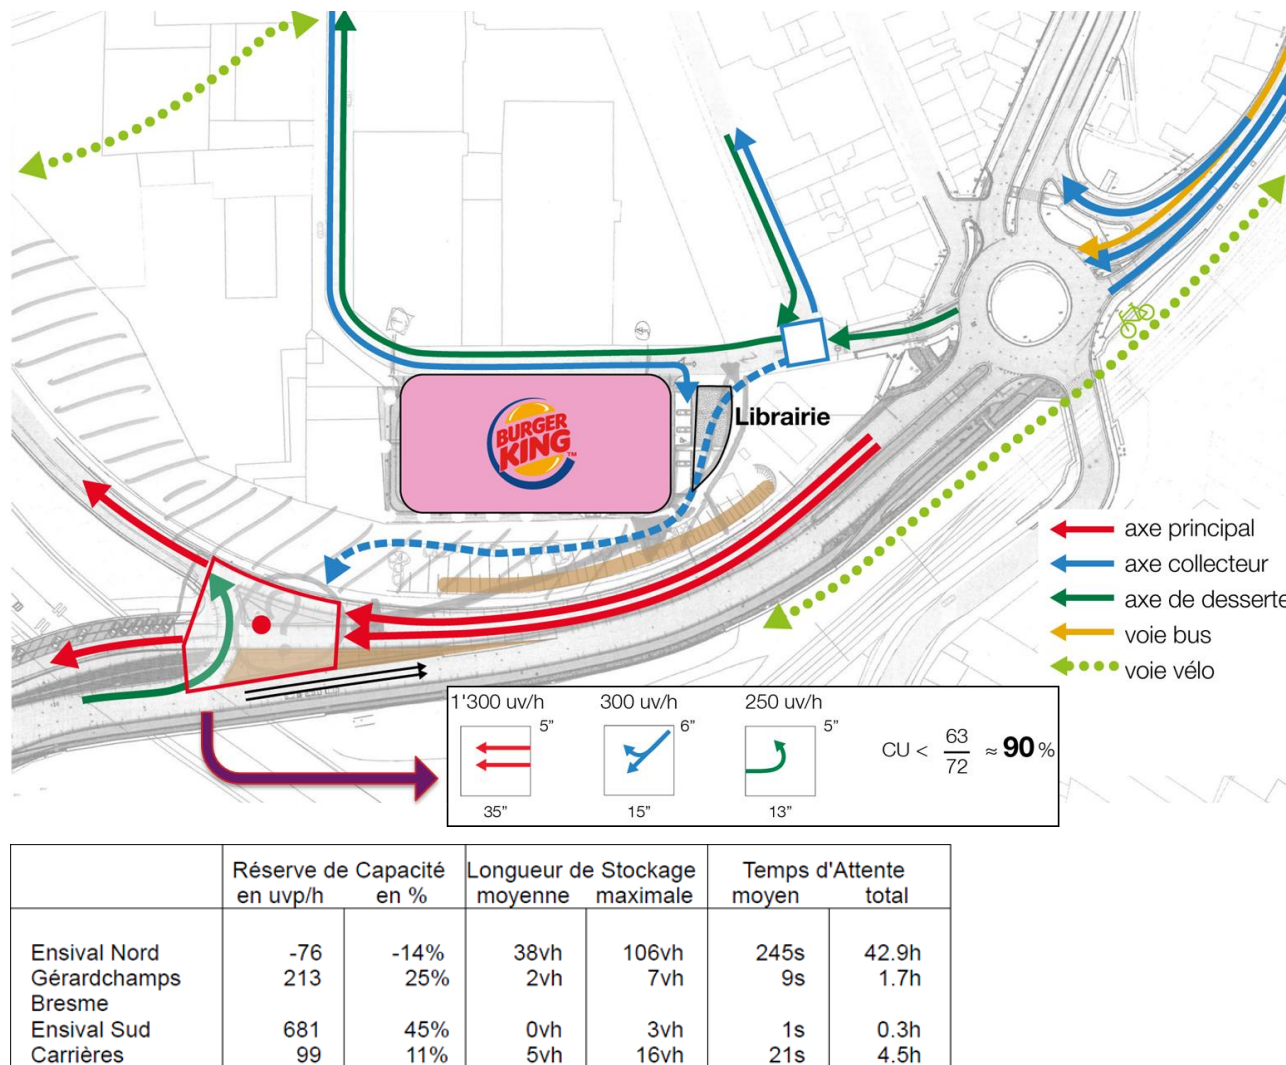 BURGER
KING
TM
Librairie
axe principal
axe collecteur
axe de desserte
voie bus
voie vélo
1'300 uv/h 300 uv/h 250 uv/h
5" 6" 5"
CU < 63/72 ≈ 90 %
35" 15" 13"
Réserve de Capacité Longueur de Stockage Temps d'Attente
en uvp/h en % moyenne maximale moyen total
Ensival Nord -76 -14% 38vh 106vh 245s 42.9h
Gérardchamps 213 25% 2vh 7vh 9s 1.7h
Bresme
Ensival Sud 681 45% 0vh 3vh 1s 0.3h
Carrières 99 11% 5vh 16vh 21s 4.5h